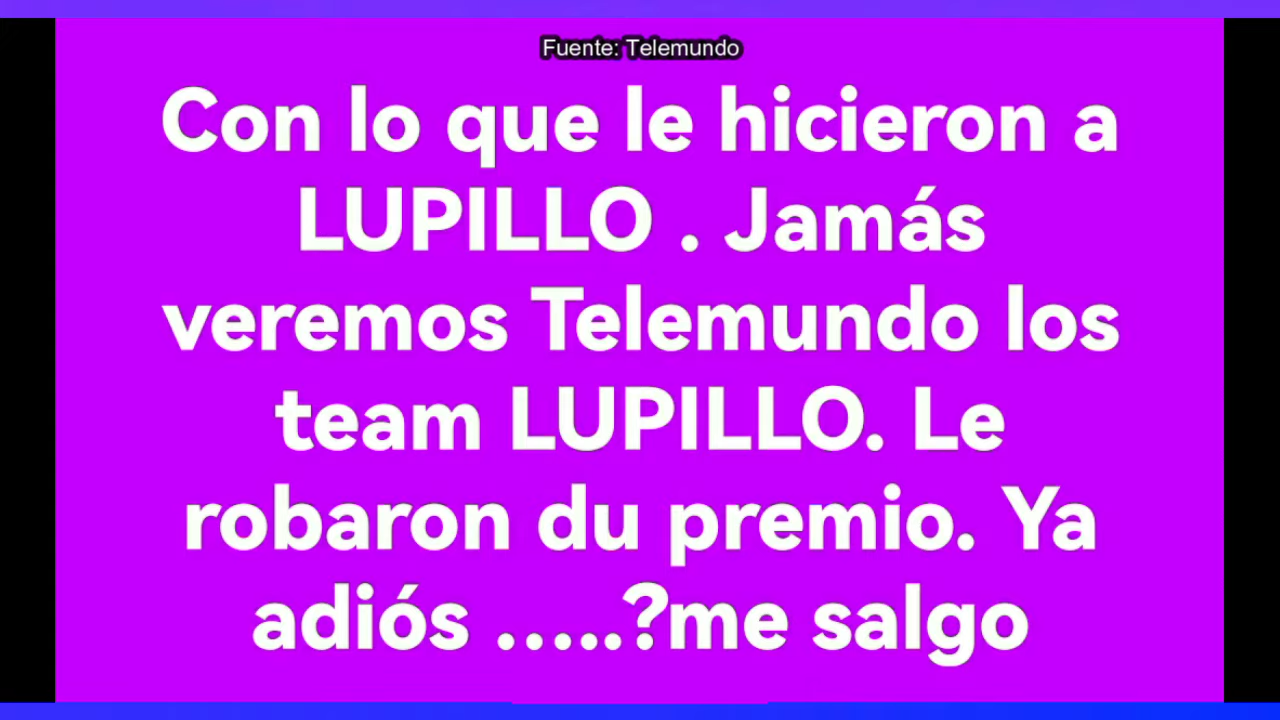 Fuente: Telemundo
Con lo que le hicieron a
LUPILLO . Jamás
veremos Telemundo los
team LUPILLO. Le
robaron du premio. Ya
adiós .....?me salgo